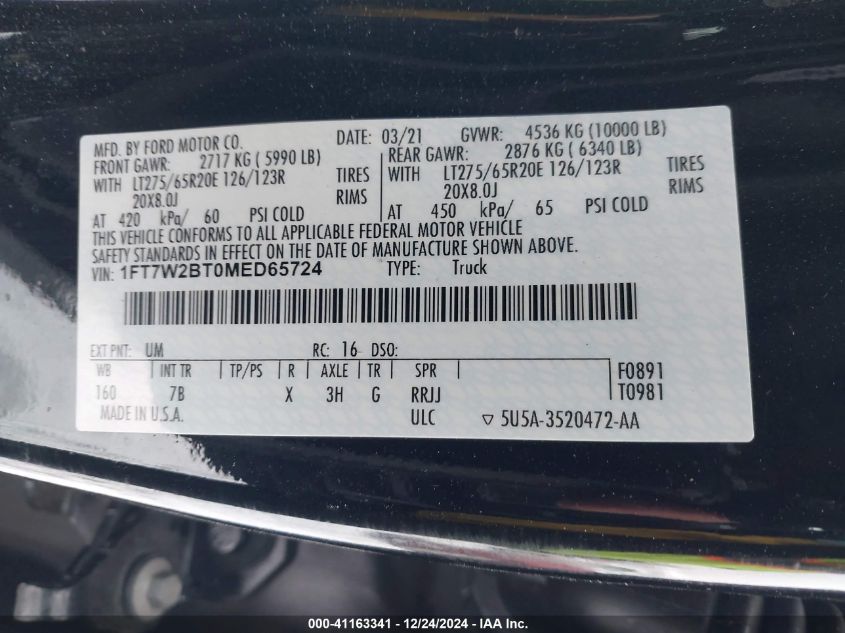 MFD. BY FORD MOTOR CO. DATE: 03/21 GVWR: 4536 KG (10000 LB)
FRONT GAWR: 2717 KG ( 5990 LB) REAR GAWR: 2876 KG ( 6340 LB)
WITH LT275/65R20E 126/123R TIRES WITH LT275/65R20E 126/123R TIRES
20X8.0J RIMS 20X8.0J RIMS
AT 420 kPa/ 60 PSI COLD AT 450 kPa/ 65 PSI COLD
THIS VEHICLE CONFORMS TO ALL APPLICABLE FEDERAL MOTOR VEHICLE
SAFETY STANDARDS IN EFFECT ON THE DATE OF MANUFACTURE SHOWN ABOVE.
VIN: 1FT7W2BT0MED65724 TYPE: Truck
EXT PNT: UM RC: 16 DSO:
WB INT TR TP/PS R AXLE TR SPR F0891
160 7B X 3H G RRJJ T0981
MADE IN U.S.A. ULC ▽ 5U5A-3520472-AA
000-41163341 - 12/24/2024 - IAA Inc.